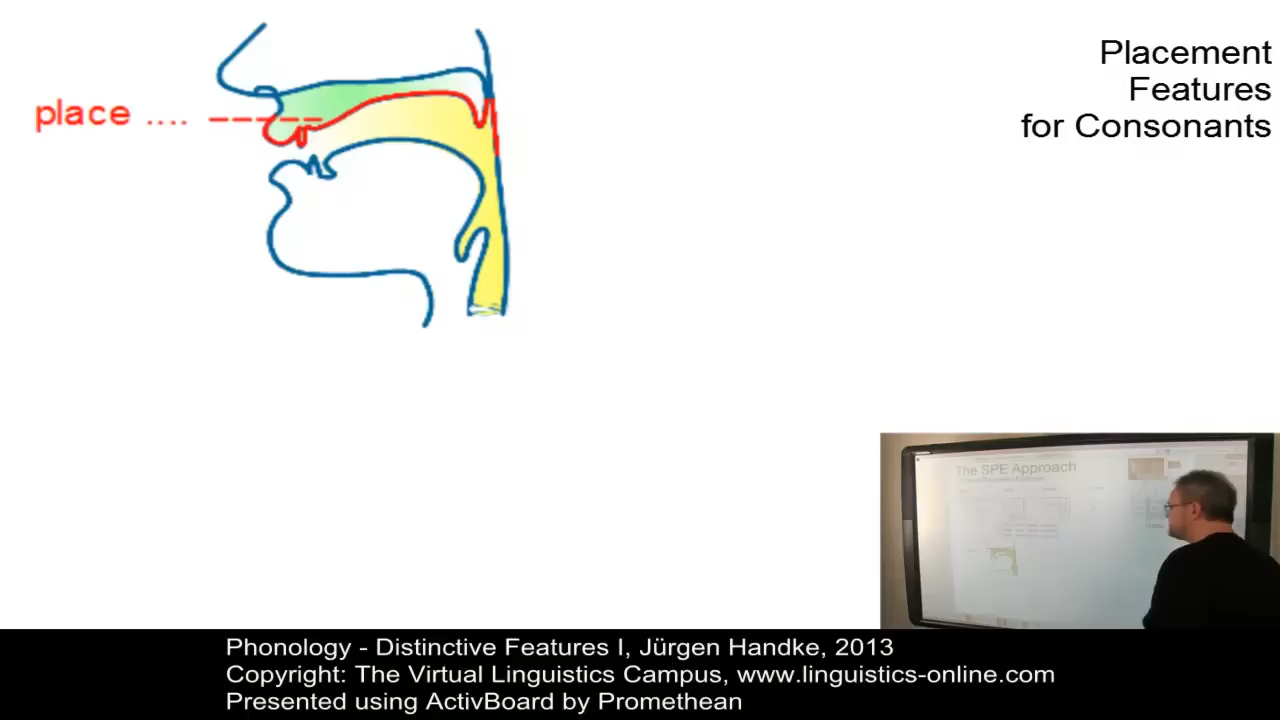 Placement
Features
for Consonants
place ....
The SPE Approach
Phonology - Distinctive Features I, Jürgen Handke, 2013
Copyright: The Virtual Linguistics Campus, www.linguistics-online.com
Presented using ActivBoard by Promethean